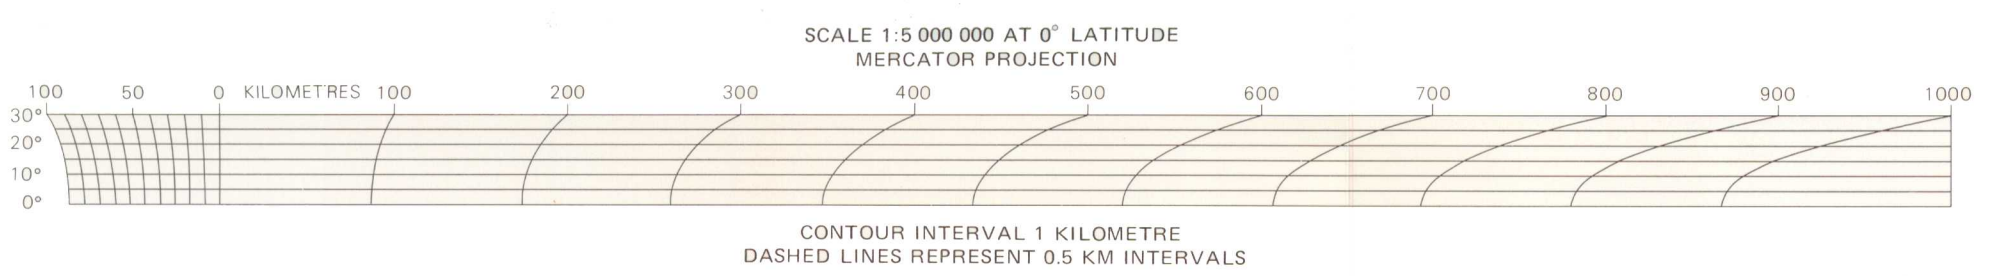 SCALE 1:5 000 000 AT 0° LATITUDE
MERCATOR PROJECTION
100 50 0 KILOMETRES 100 200 300 400 500 600 700 800 900 1000
30°
20°
10°
0°
CONTOUR INTERVAL 1 KILOMETRE
DASHED LINES REPRESENT 0.5 KM INTERVALS